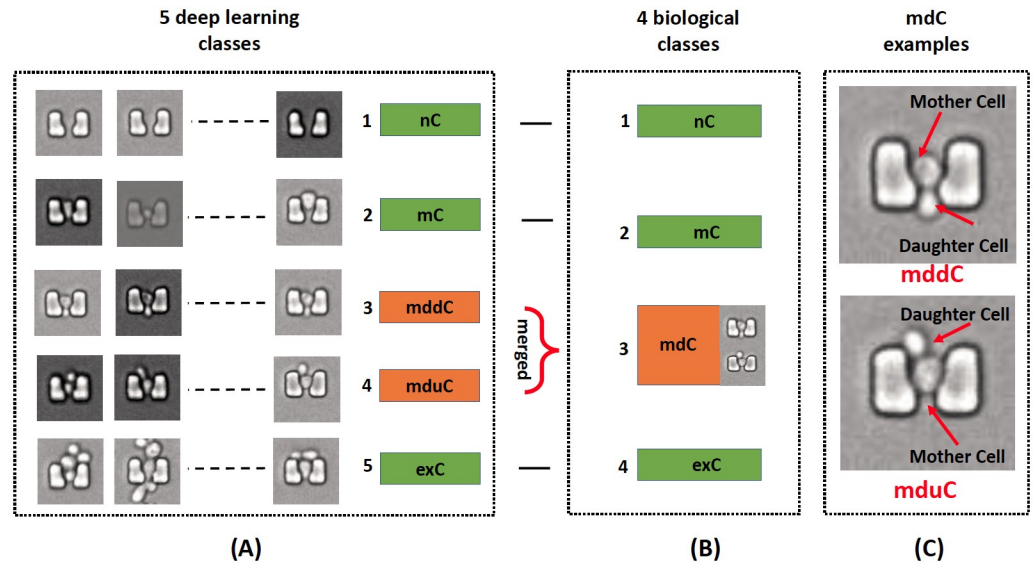 5 deep learning
classes
4 biological
classes
mdC
examples
1 nC
2 mC
3 mddC
4 mduC
5 exC
merged
1 nC
2 mC
3 mdC
4 exC
Mother Cell
Daughter Cell
mddC
Daughter Cell
Mother Cell
mduC
(A)
(B)
(C)